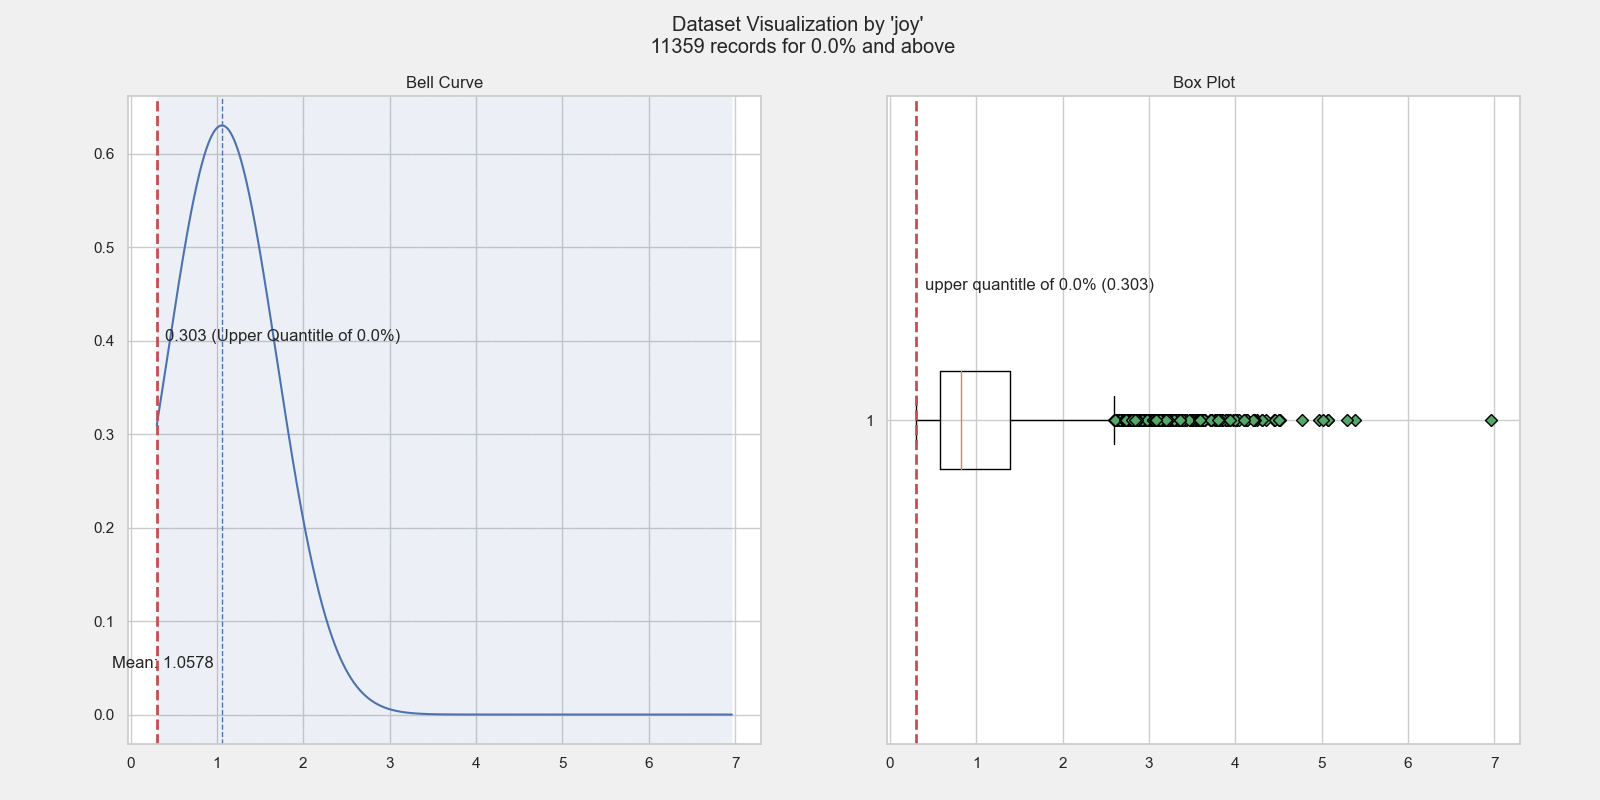 Dataset Visualization by 'joy'
11359 records for 0.0% and above
Bell Curve
0.6
0.5
0.4
0.3
0.2
0.1
0.0
0.303 (Upper Quantitle of 0.0%)
Mean: 1.0578
0 1 2 3 4 5 6 7
Box Plot
upper quantitle of 0.0% (0.303)
1
0 1 2 3 4 5 6 7